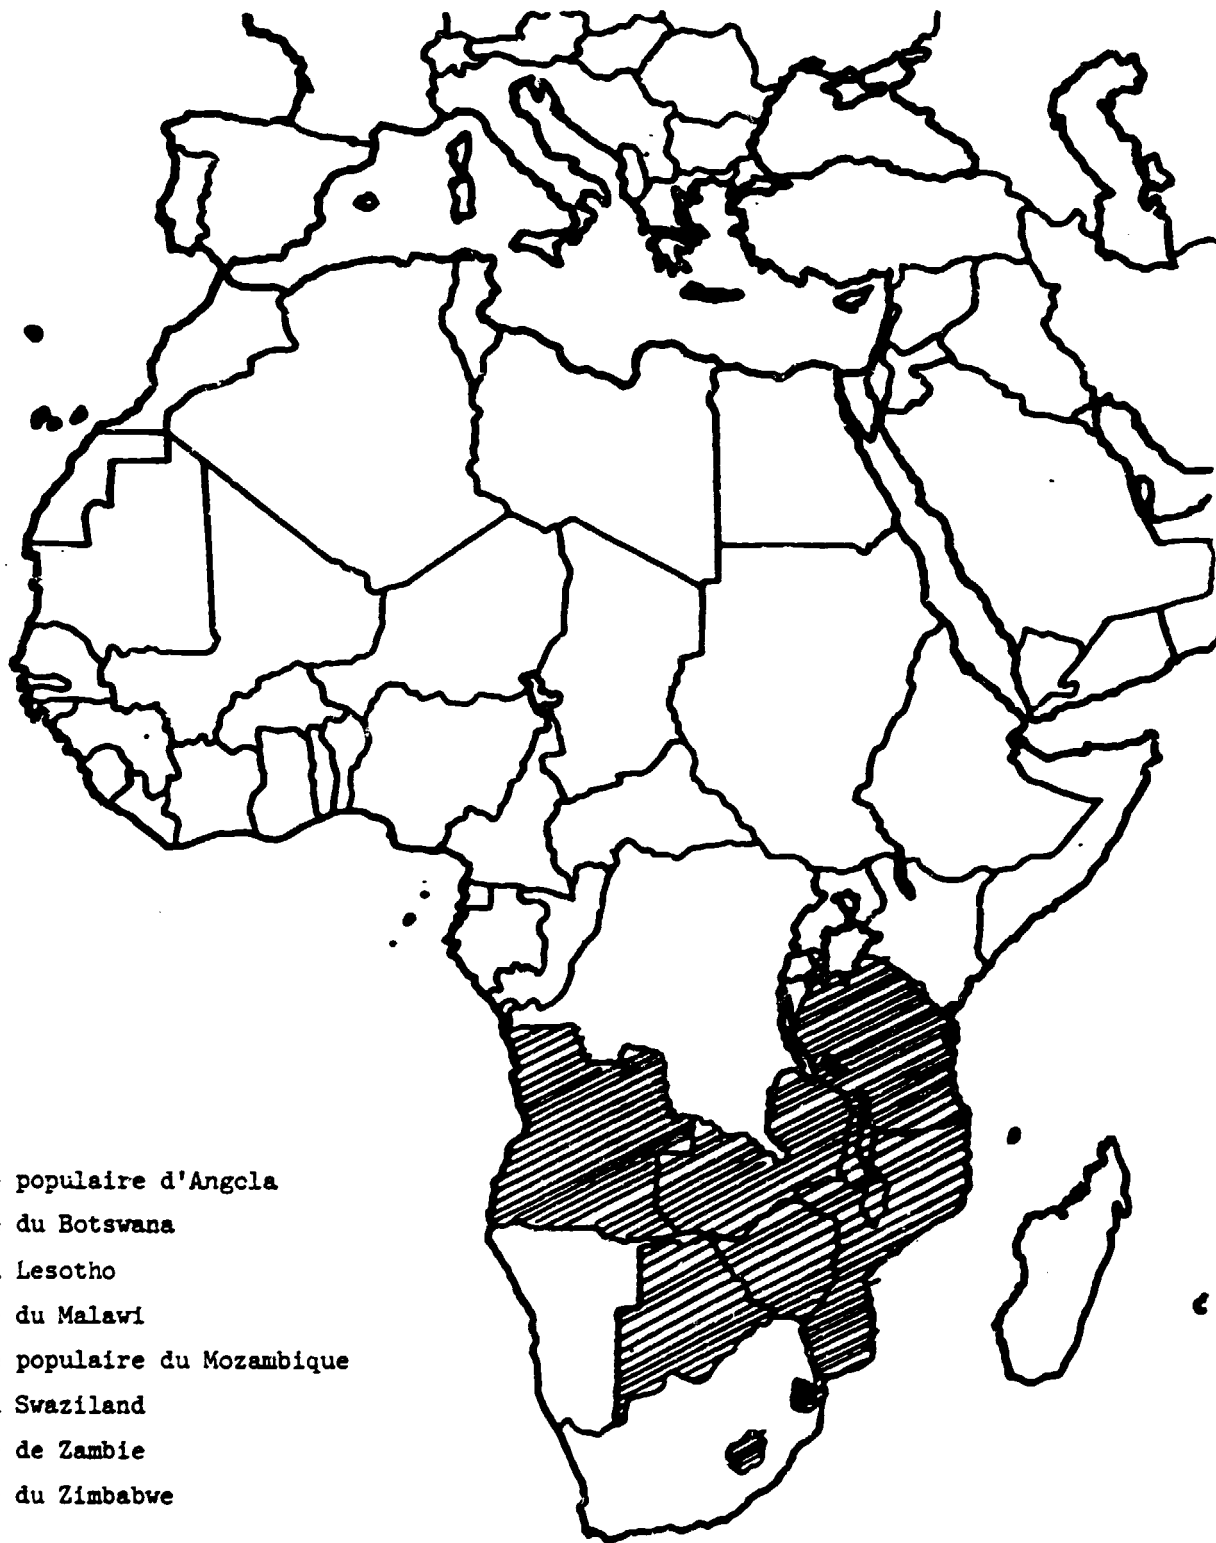 populaire d'Angcla
du Botswana
Lesotho
du Malawi
populaire du Mozambique
Swaziland
de Zambie
du Zimbabwe